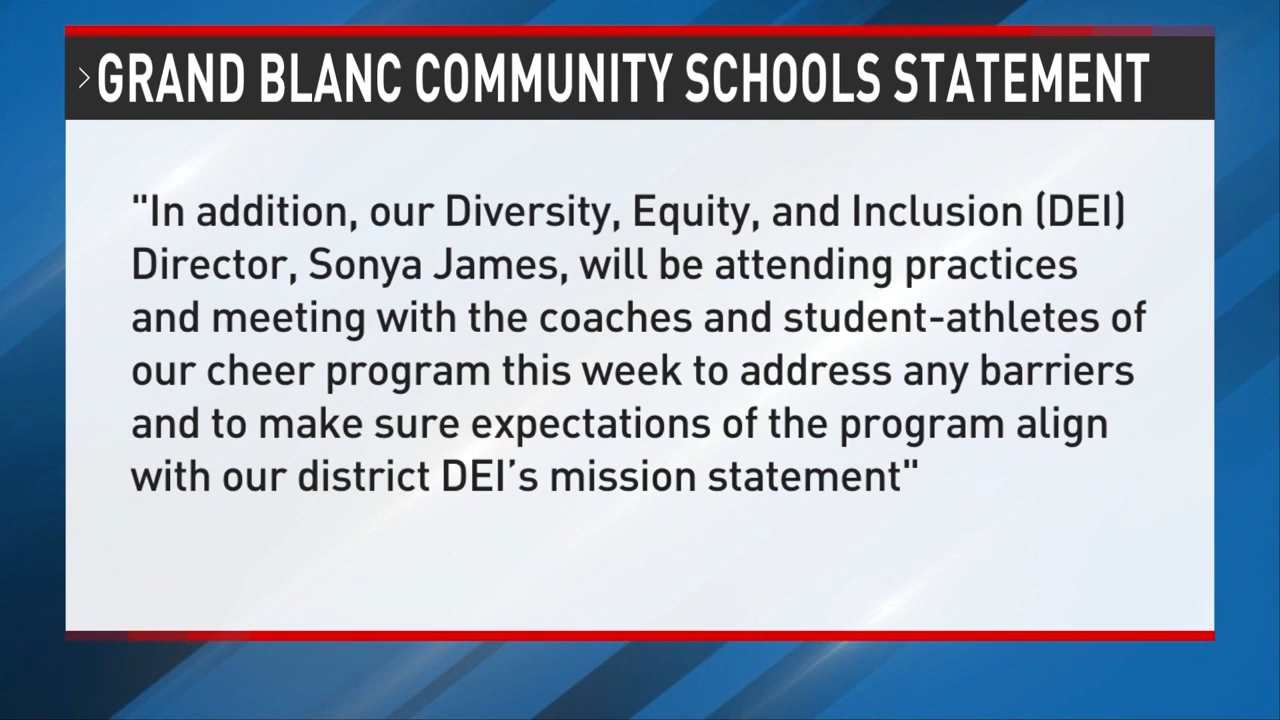 GRAND BLANC COMMUNITY SCHOOLS STATEMENT
"In addition, our Diversity, Equity, and Inclusion (DEI)
Director, Sonya James, will be attending practices
and meeting with the coaches and student-athletes of
our cheer program this week to address any barriers
and to make sure expectations of the program align
with our district DEI’s mission statement"